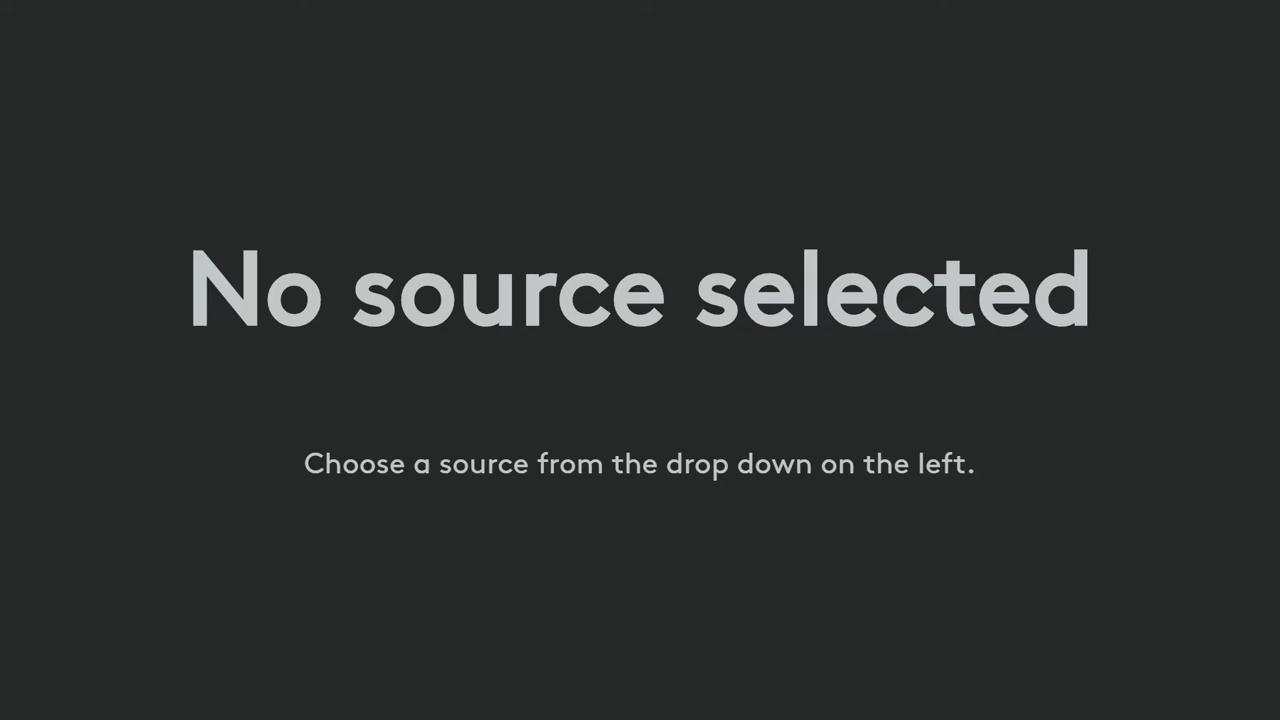 No source selected
Choose a source from the drop down on the left.